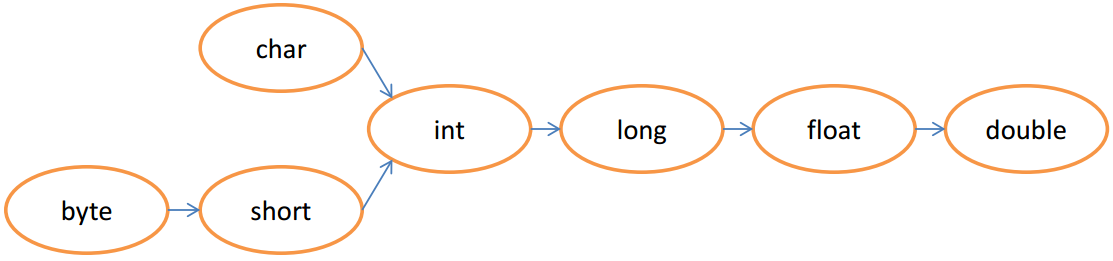 char
int
long
float
double
byte
short